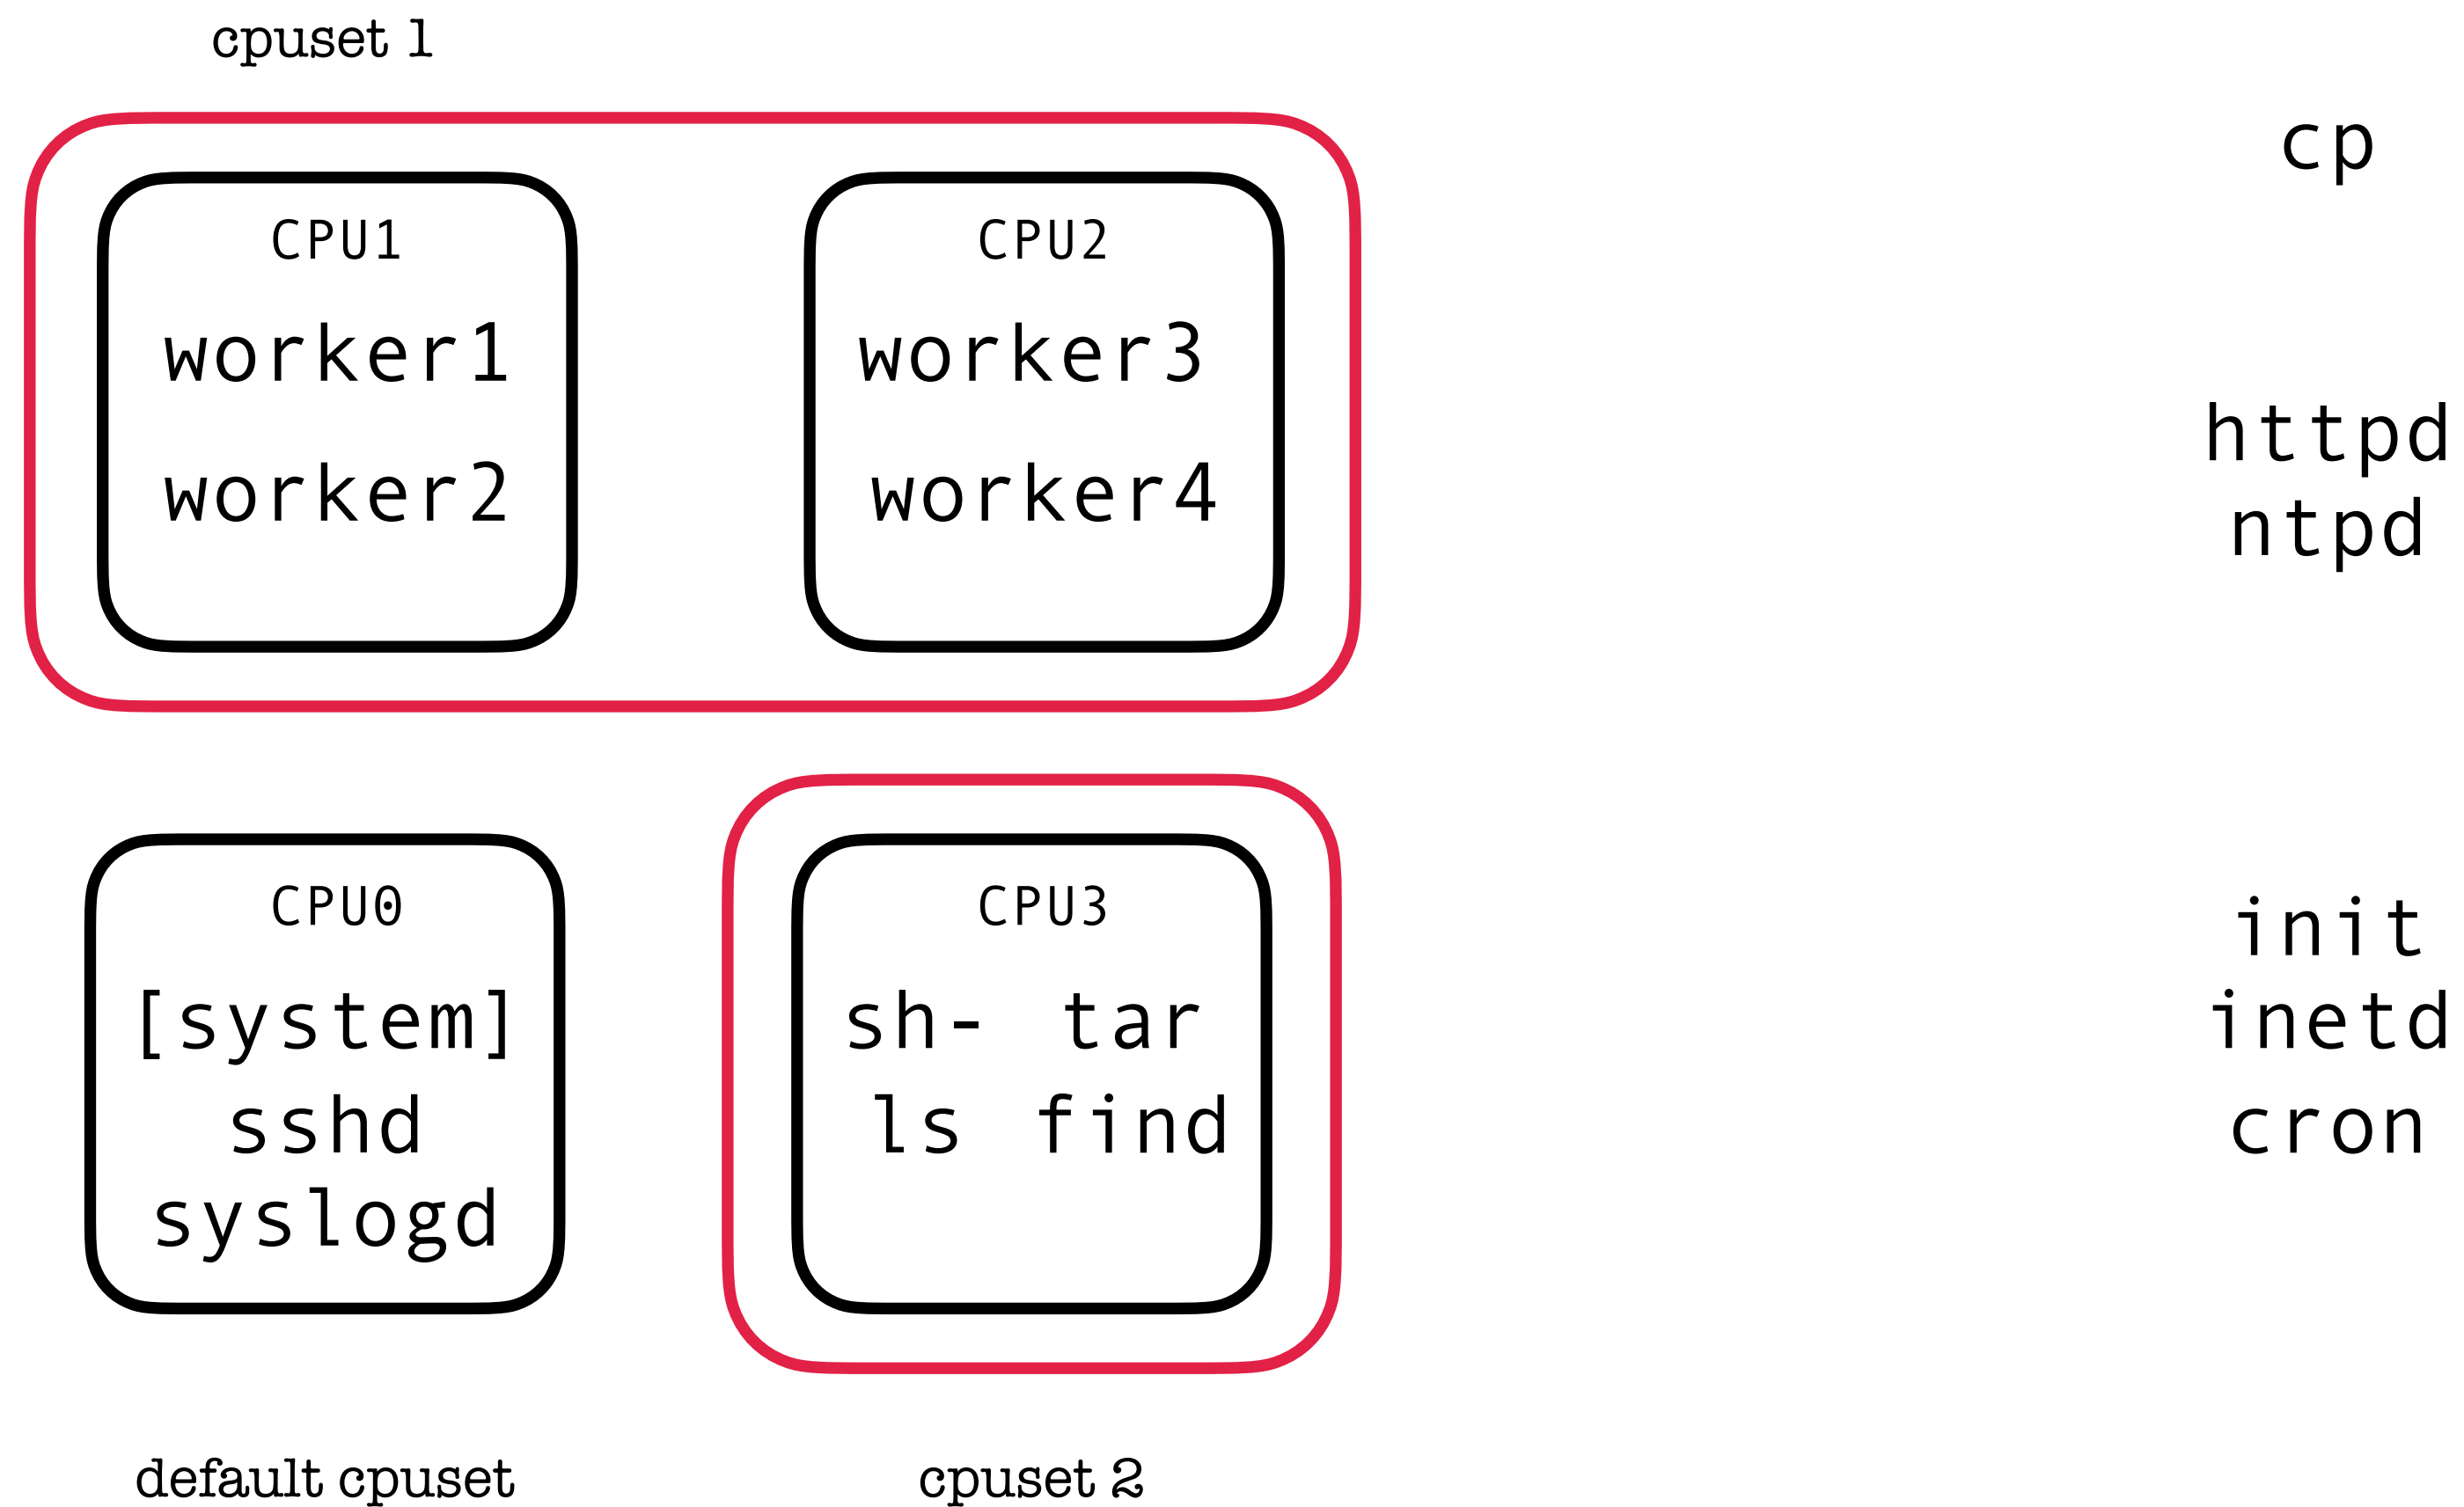 cpuset 1
CPU1
worker1
worker2
CPU2
worker3
worker4
cp
httpd
ntpd
CPU0
[system]
sshd
syslogd
CPU3
sh- tar
ls find
init
inetd
cron
default cpuset
cpuset 2